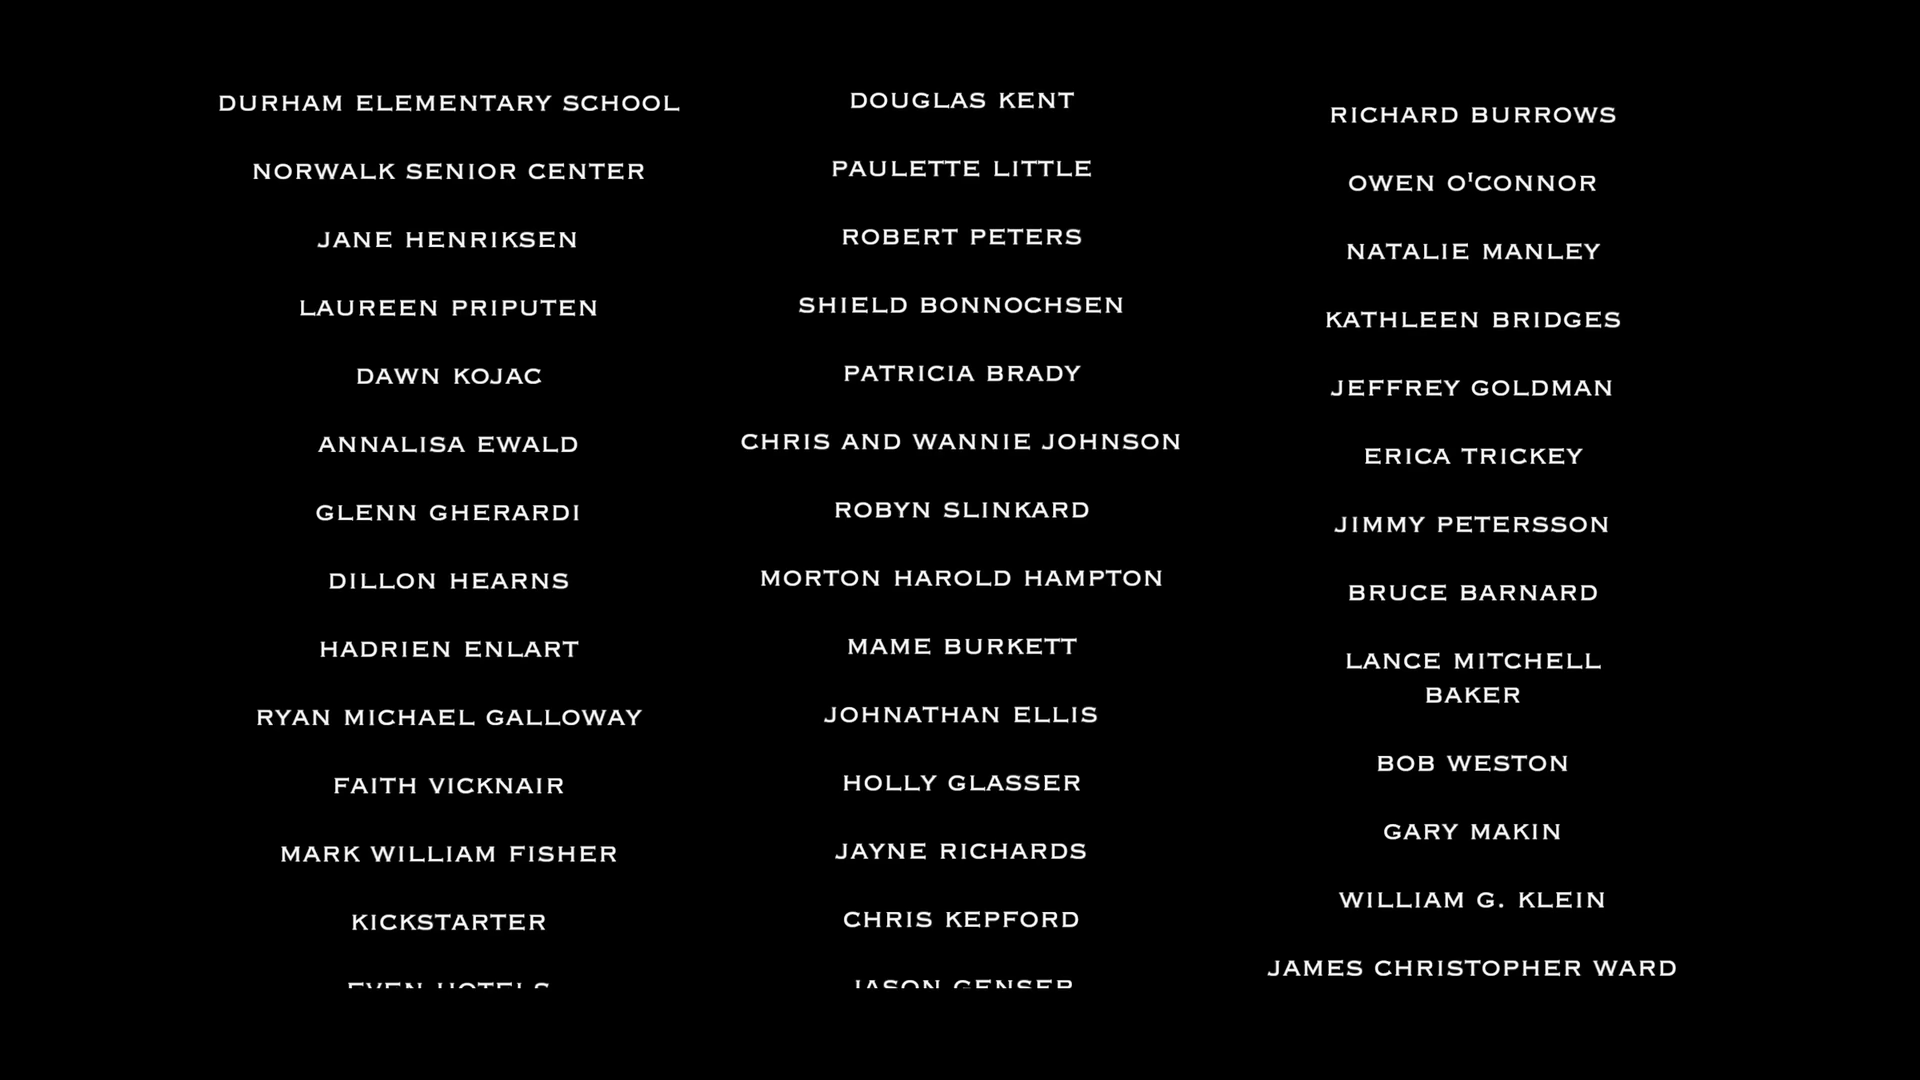 DURHAM ELEMENTARY SCHOOL
NORWALK SENIOR CENTER
JANE HENRIKSEN
LAUREEN PRIPUTEN
DAWN KOJAC
ANNALISA EWALD
GLENN GHERARDI
DILLON HEARNS
HADRIEN ENLART
RYAN MICHAEL GALLOWAY
FAITH VICKNAIR
MARK WILLIAM FISHER
KICKSTARTER
EVEN HOTELS
DOUGLAS KENT
PAULETTE LITTLE
ROBERT PETERS
SHIELD BONNOCHSEN
PATRICIA BRADY
CHRIS AND WANNIE JOHNSON
ROBYN SLINKARD
MORTON HAROLD HAMPTON
MAME BURKETT
JOHNATHAN ELLIS
HOLLY GLASSER
JAYNE RICHARDS
CHRIS KEPFORD
JASON GENSER
RICHARD BURROWS
OWEN O'CONNOR
NATALIE MANLEY
KATHLEEN BRIDGES
JEFFREY GOLDMAN
ERICA TRICKEY
JIMMY PETERSSON
BRUCE BARNARD
LANCE MITCHELL
BAKER
BOB WESTON
GARY MAKIN
WILLIAM G. KLEIN
JAMES CHRISTOPHER WARD